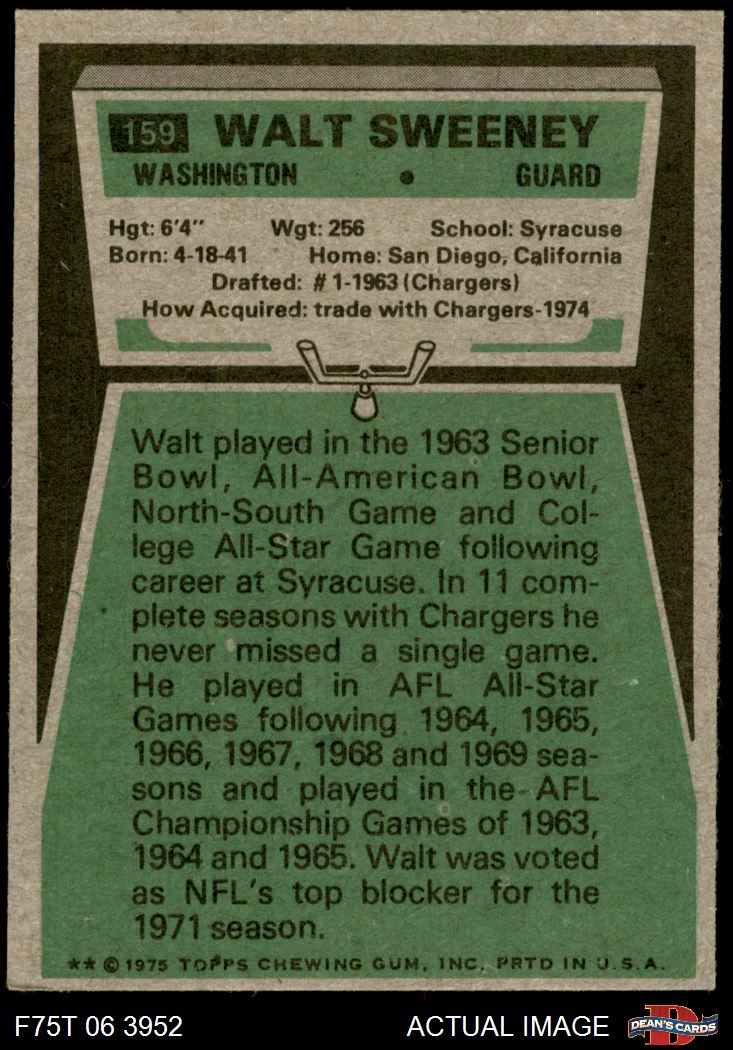 159 WALT SWEENEY
WASHINGTON • GUARD
Hgt: 6'4" Wgt: 256 School: Syracuse
Born: 4-18-41 Home: San Diego, California
Drafted: #1-1963 (Chargers)
How Acquired: trade with Chargers-1974
Walt played in the 1963 Senior
Bowl, All-American Bowl,
North-South Game and Col-
lege All-Star Game following
career at Syracuse. In 11 com-
plete seasons with Chargers he
never missed a single game.
He played in AFL All-Star
Games following 1964, 1965,
1966, 1967, 1968 and 1969 sea-
sons and played in the AFL
Championship Games of 1963,
1964 and 1965. Walt was voted
as NFL's top blocker for the
1971 season.
** © 1975 TOPPS CHEWING GUM, INC. PRTD IN U.S.A.
F75T 06 3952 ACTUAL IMAGE D DEAN'S CARDS